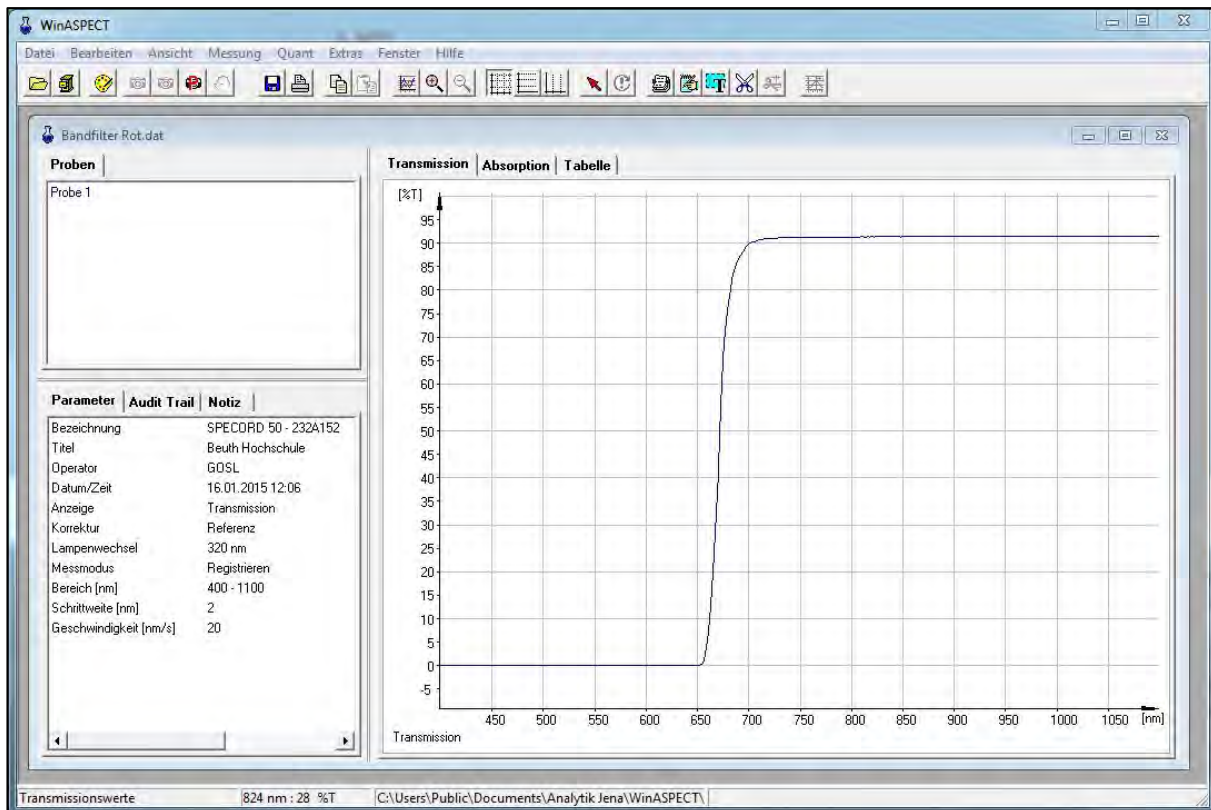 WinASPECT
Datei Bearbeiten Ansicht Messung Quant Extras Fenster Hilfe
Bandfilter Rot.dat
Proben
Probe 1
Parameter Audit Trail Notiz
Bezeichnung SPECORD 50 - 232A152
Titel Beuth Hochschule
Operator GOSL
Datum/Zeit 16.01.2015 12:06
Anzeige Transmission
Korrektur Referenz
Lampenwechsel 320 nm
Messmodus Registrieren
Bereich [nm] 400 - 1100
Schrittweite [nm] 2
Geschwindigkeit [nm/s] 20
Transmission Absorption Tabelle
[%T]
95
90
85
80
75
70
65
60
55
50
45
40
35
30
25
20
15
10
5
0
-5
450 500 550 600 650 700 750 800 850 900 950 1000 1050 [nm]
Transmission
Transmissionswerte 824 nm : 28 %T C:\Users\Public\Documents\Analytik Jena\WinASPECT\